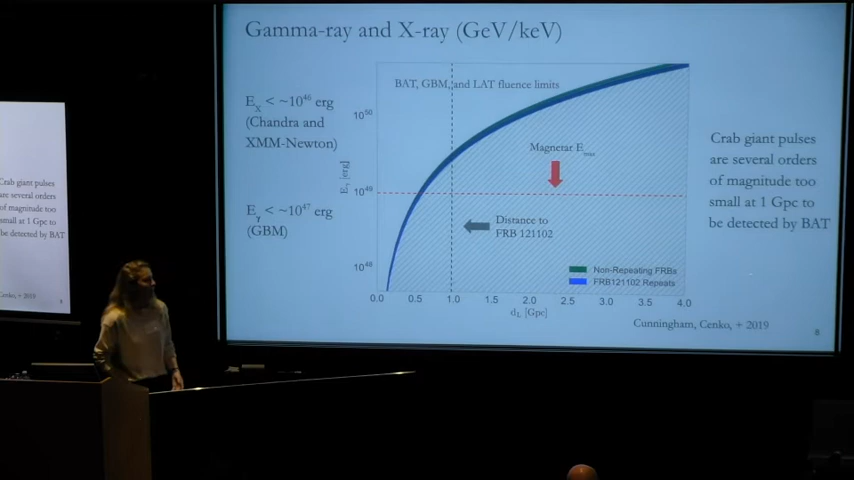 Gamma-ray and X-ray (GeV/keV)
E_X < ~10^46 erg
(Chandra and
XMM-Newton)
E_γ < ~10^47 erg
(GBM)
BAT, GBM, and LAT fluence limits
Magnetar E_max
Distance to
FRB 121102
Non-Repeating FRBs
FRB121102 Repeats
10^50
10^49
10^48
E_γ [erg]
0.0 0.5 1.0 1.5 2.0 2.5 3.0 3.5 4.0
d_L [Gpc]
Crab giant pulses
are several orders
of magnitude too
small at 1 Gpc to
be detected by BAT
Cunningham, Cenko, + 2019
8
Crab giant pulses
are several orders
of magnitude too
small at 1 Gpc to
be detected by BAT
Cenko, + 2019